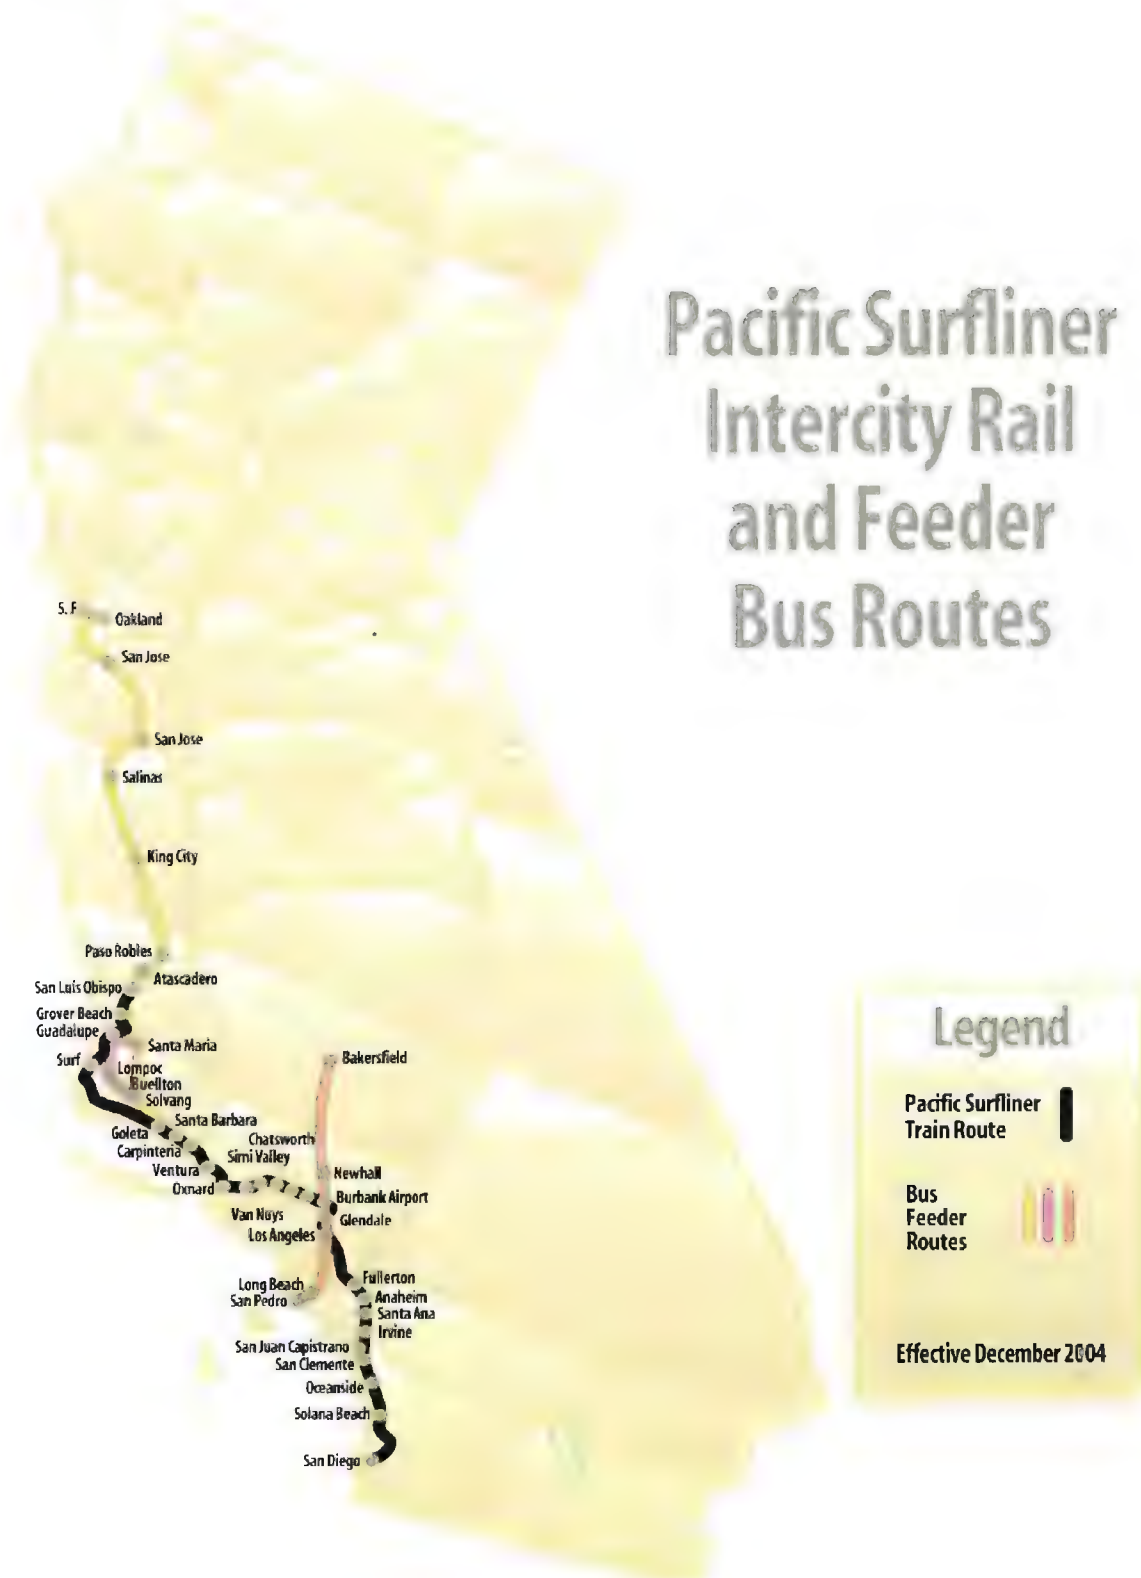 Pacific Surfliner
Intercity Rail
and Feeder
Bus Routes
S. F
Oakland
San Jose
San Jose
Salinas
King City
Paso Robles
Atascadero
San Luis Obispo
Grover Beach
Guadalupe
Santa Maria
Surf
Lompoc
Buellton
Solvang
Bakersfield
Santa Barbara
Goleta
Chatsworth
Carpinteria
Simi Valley
Ventura
Newhall
Oxnard
Burbank Airport
Van Nuys
Glendale
Los Angeles
Fullerton
Long Beach
Anaheim
San Pedro
Santa Ana
Irvine
San Juan Capistrano
San Clemente
Oceanside
Solana Beach
San Diego
Legend
Pacific Surfliner
Train Route
Bus
Feeder
Routes
Effective December 2004